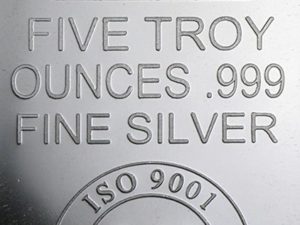 FIVE TROY
OUNCES .999
FINE SILVER
ISO 9001